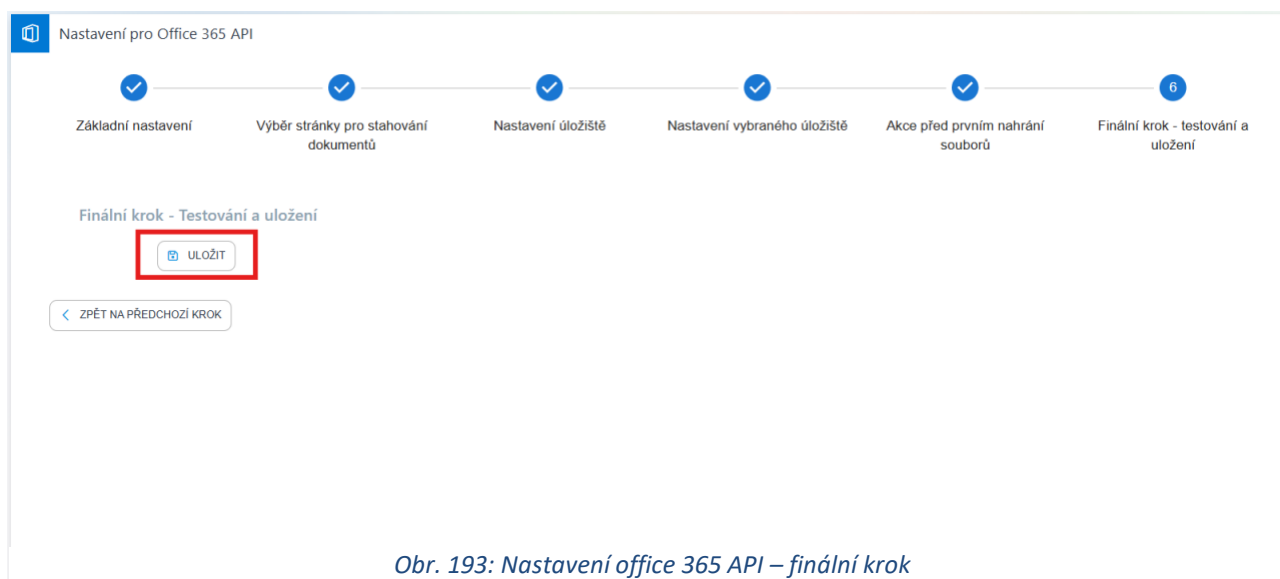 Nastavení pro Office 365 API
6
Základní nastavení
Výběr stránky pro stahování
dokumentů
Nastavení úložiště
Nastavení vybraného úložiště
Akce před prvním nahrání
souborů
Finální krok - testování a
uložení
Finální krok - Testování a uložení
ULOŽIT
ZPĚT NA PŘEDCHOZÍ KROK
Obr. 193: Nastavení office 365 API – finální krok